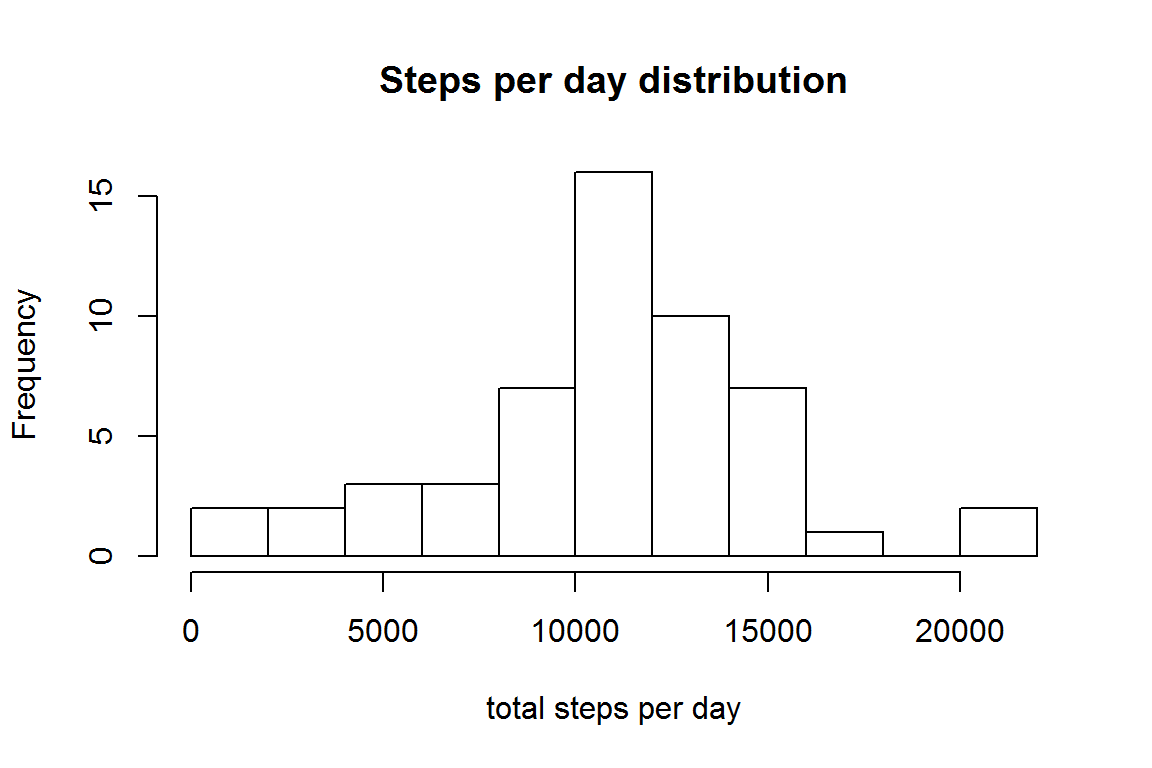 Steps per day distribution
Frequency
15
10
5
0
0 5000 10000 15000 20000
total steps per day